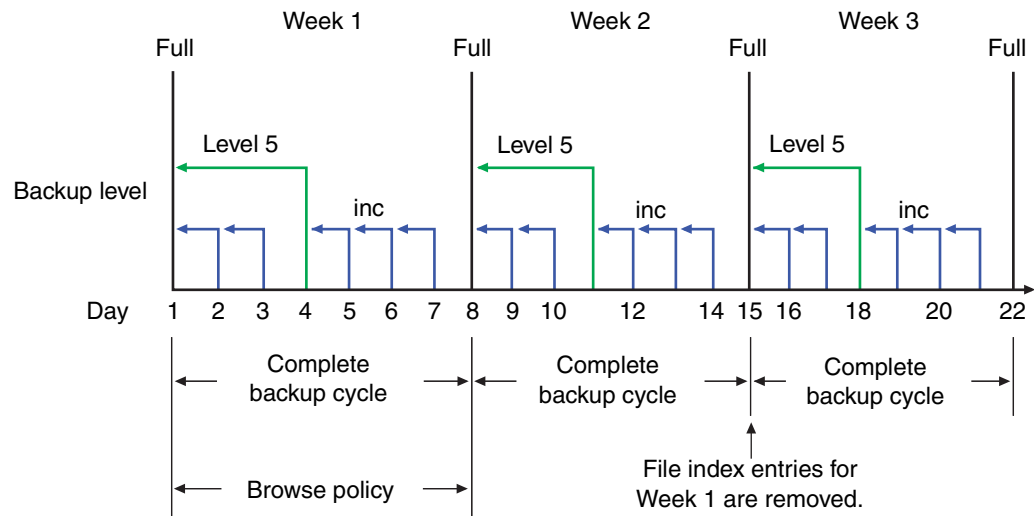 Week 1 Week 2 Week 3
Full Full Full Full
Level 5 Level 5 Level 5
Backup level
inc inc inc
Day 1 2 3 4 5 6 7 8 9 10 12 14 15 16 18 20 22
Complete Complete Complete
backup cycle backup cycle backup cycle
File index entries for
Browse policy Week 1 are removed.